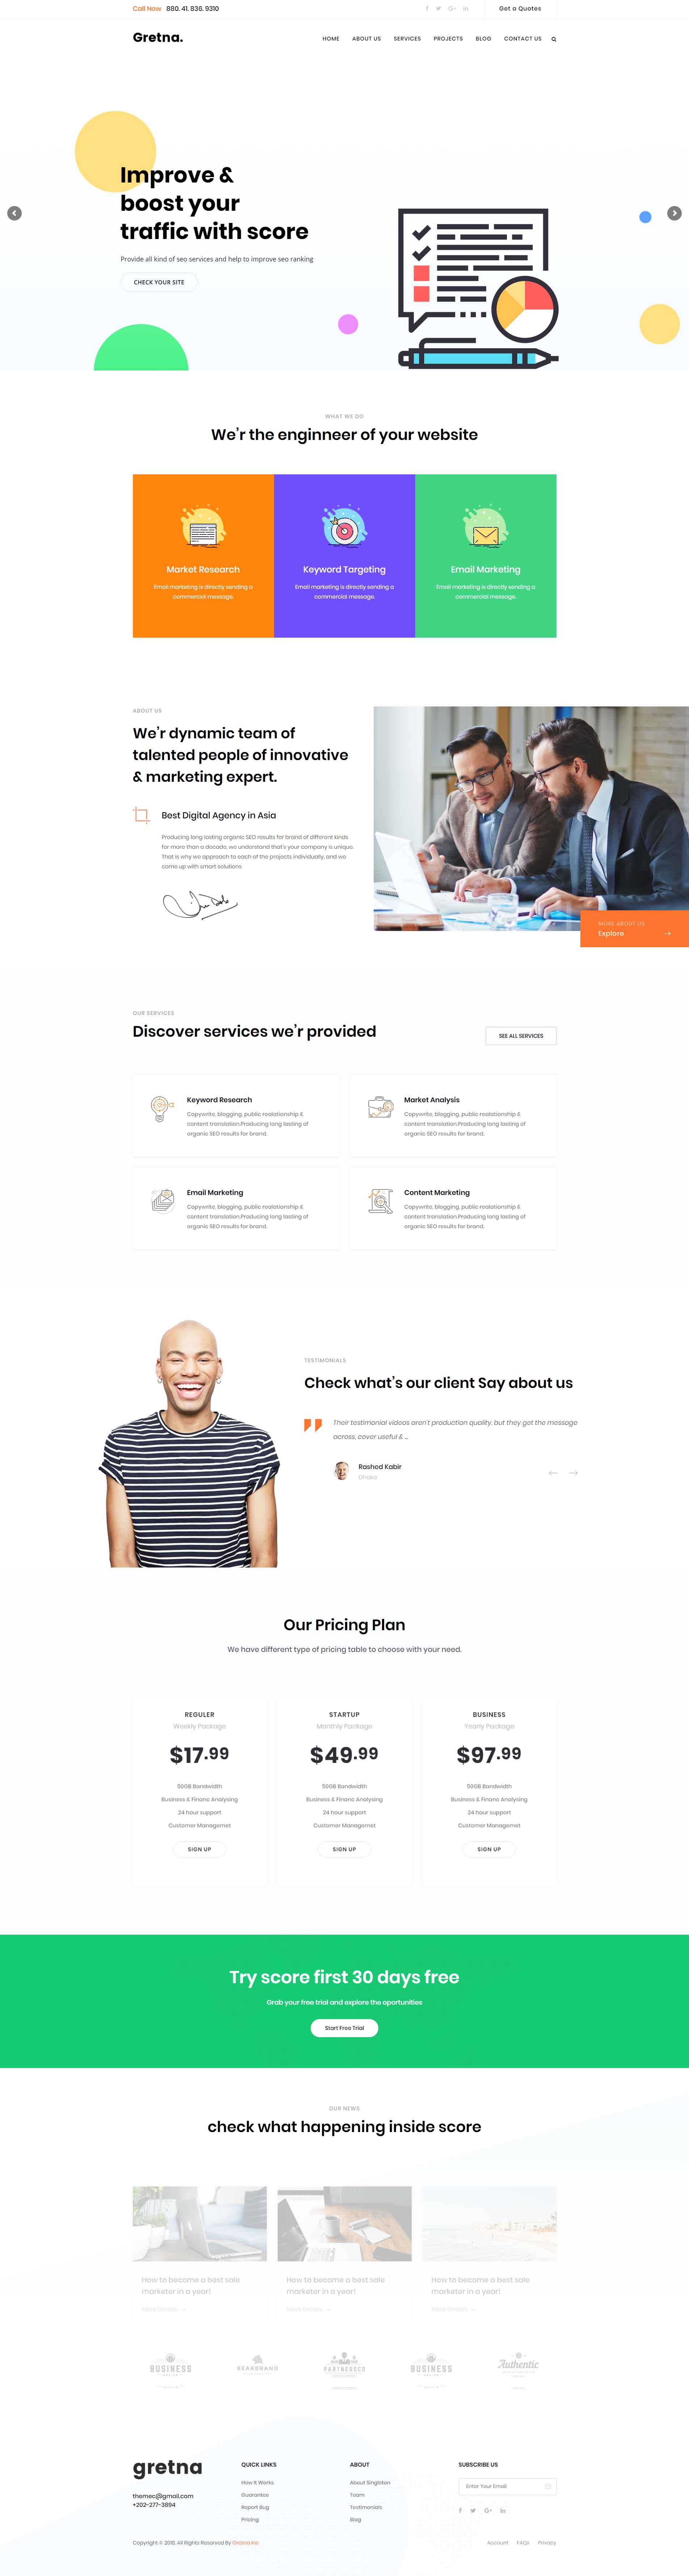 Call Now 880. 41. 836. 9310
Get a Quotes
Gretna.
HOME ABOUT US SERVICES PROJECTS BLOG CONTACT US
Improve &
boost your
traffic with score
Provide all kind of seo services and help to improve seo ranking
CHECK YOUR SITE
WHAT WE DO
We'r the enginneer of your website
Market Research
Email marketing is directly sending a
commercial message.
Keyword Targeting
Email marketing is directly sending a
commercial message.
Email Marketing
Email marketing is directly sending a
commercial message.
ABOUT US
We'r dynamic team of
talented people of innovative
& marketing expert.
Best Digital Agency in Asia
Producing long lasting organic SEO results for brand of different kinds
for more than a decade, we understand that's your company is unique.
That is why we approach to each of the projects individually, and we
come up with smart solutions
MORE ABOUT US
Explore
OUR SERVICES
Discover services we'r provided
SEE ALL SERVICES
Keyword Research
Copywrite, blogging, public realationship &
content translation.Producing long lasting of
organic SEO results for brand.
Market Analysis
Copywrite, blogging, public realationship &
content translation.Producing long lasting of
organic SEO results for brand.
Email Marketing
Copywrite, blogging, public realationship &
content translation.Producing long lasting of
organic SEO results for brand.
Content Marketing
Copywrite, blogging, public realationship &
content translation.Producing long lasting of
organic SEO results for brand.
TESTIMONIALS
Check what's our client Say about us
Their testimonial videos aren't production quality, but they get the message
across, cover useful & ...
Rashed Kabir
Dhaka
Our Pricing Plan
We have different type of pricing table to choose with your need.
REGULER
Weekly Package
$17.99
50GB Bandwidth
Business & Financ Analysing
24 hour support
Customer Managemet
SIGN UP
STARTUP
Monthly Package
$49.99
50GB Bandwidth
Business & Financ Analysing
24 hour support
Customer Managemet
SIGN UP
BUSINESS
Yearly Package
$97.99
50GB Bandwidth
Business & Financ Analysing
24 hour support
Customer Managemet
SIGN UP
Try score first 30 days free
Grab your free trial and explore the oportunities
Start Free Trial
OUR NEWS
check what happening inside score
How to become a best sale
marketer in a year!
More Details
How to become a best sale
marketer in a year!
More Details
How to become a best sale
marketer in a year!
More Details
BUSINESS
BEARBRAND
PARTNERSCO
BUSINESS
Authentic
gretna
themec@gmail.com
+202-277-3894
QUICK LINKS
How It Works
Guarantee
Report Bug
Pricing
ABOUT
About Singleton
Team
Testimonials
Blog
SUBSCRIBE US
Enter Your Email
Copyright © 2018, All Rights Reserved By Gretna Inc
Account FAQs Privacy